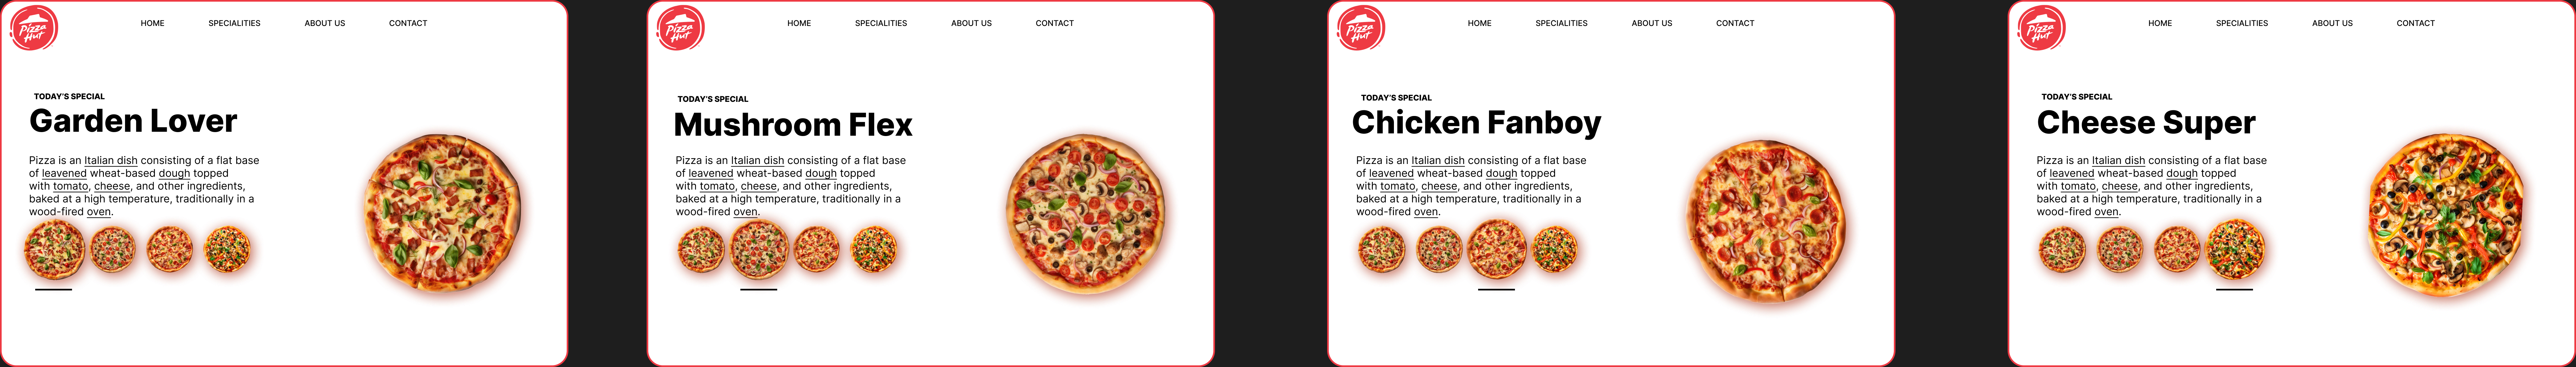 Pizza Hut
HOME SPECIALITIES ABOUT US CONTACT
TODAY'S SPECIAL
Garden Lover
Pizza is an Italian dish consisting of a flat base
of leavened wheat-based dough topped
with tomato, cheese, and other ingredients,
baked at a high temperature, traditionally in a
wood-fired oven.
Pizza Hut
HOME SPECIALITIES ABOUT US CONTACT
TODAY'S SPECIAL
Mushroom Flex
Pizza is an Italian dish consisting of a flat base
of leavened wheat-based dough topped
with tomato, cheese, and other ingredients,
baked at a high temperature, traditionally in a
wood-fired oven.
Pizza Hut
HOME SPECIALITIES ABOUT US CONTACT
TODAY'S SPECIAL
Chicken Fanboy
Pizza is an Italian dish consisting of a flat base
of leavened wheat-based dough topped
with tomato, cheese, and other ingredients,
baked at a high temperature, traditionally in a
wood-fired oven.
Pizza Hut
HOME SPECIALITIES ABOUT US CONTACT
TODAY'S SPECIAL
Cheese Super
Pizza is an Italian dish consisting of a flat base
of leavened wheat-based dough topped
with tomato, cheese, and other ingredients,
baked at a high temperature, traditionally in a
wood-fired oven.